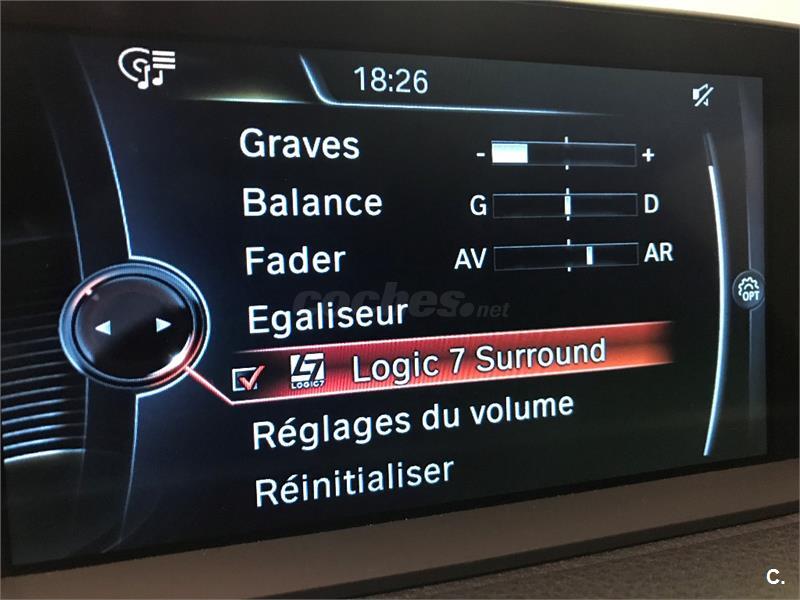 18:26
Graves - +
Balance G D
Fader AV AR
Egaliseur
coches.net
OPT
LOGIC7 Logic 7 Surround
Réglages du volume
Réinitialiser
C.